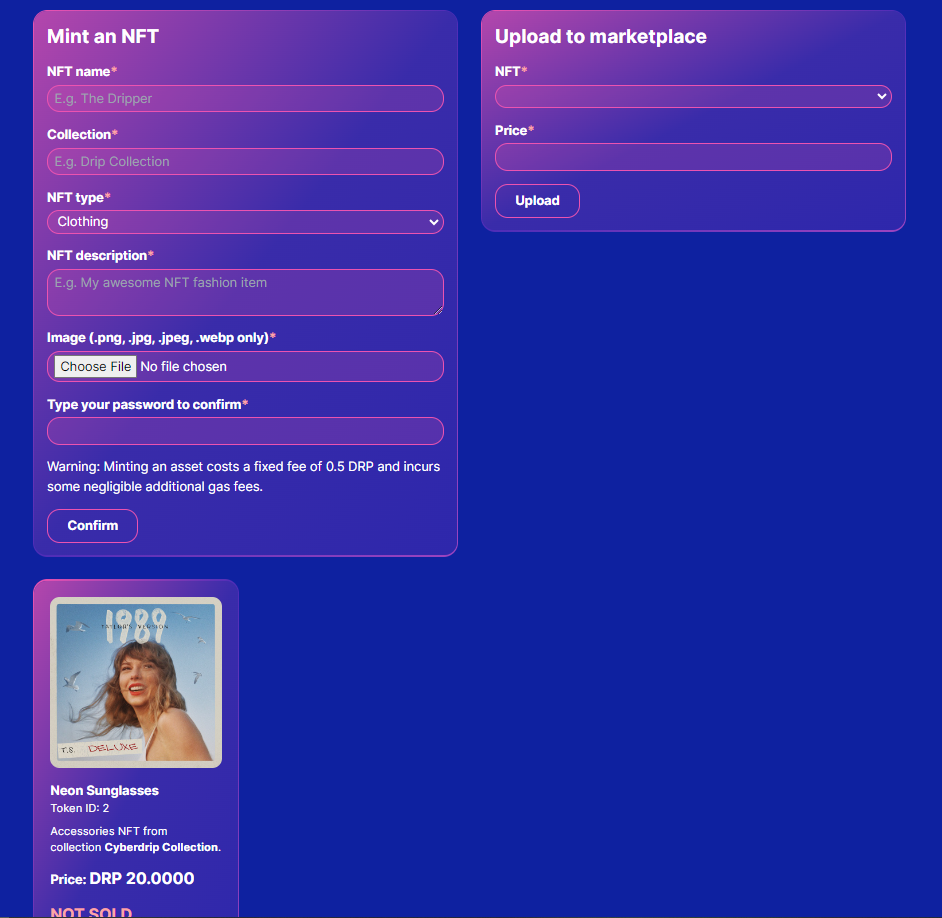 Mint an NFT
NFT name*
E.g. The Dripper
Collection*
E.g. Drip Collection
NFT type*
Clothing
NFT description*
E.g. My awesome NFT fashion item
Image (.png, .jpg, .jpeg, .webp only)*
Choose File No file chosen
Type your password to confirm*
Warning: Minting an asset costs a fixed fee of 0.5 DRP and incurs
some negligible additional gas fees.
Confirm
Upload to marketplace
NFT*
Price*
Upload
1989
TAYLOR'S VERSION
T.S. DELUXE
Neon Sunglasses
Token ID: 2
Accessories NFT from
collection Cyberdrip Collection.
Price: DRP 20.0000
NOT SOLD